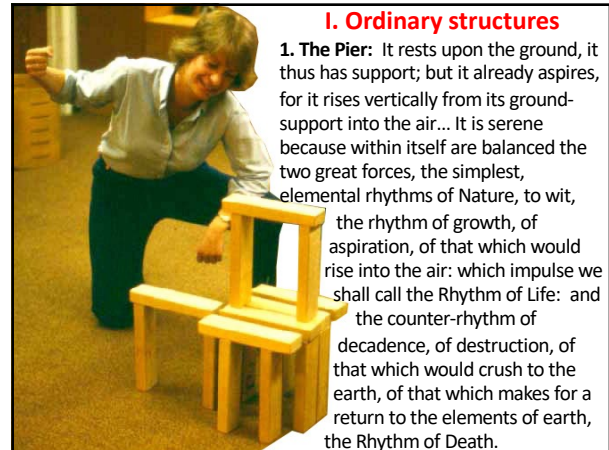 I. Ordinary structures
1. The Pier: It rests upon the ground, it
thus has support; but it already aspires,
for it rises vertically from its ground-
support into the air... It is serene
because within itself are balanced the
two great forces, the simplest,
elemental rhythms of Nature, to wit,
the rhythm of growth, of
aspiration, of that which would
rise into the air: which impulse we
shall call the Rhythm of Life: and
the counter-rhythm of
decadence, of destruction, of
that which would crush to the
earth, of that which makes for a
return to the elements of earth,
the Rhythm of Death.